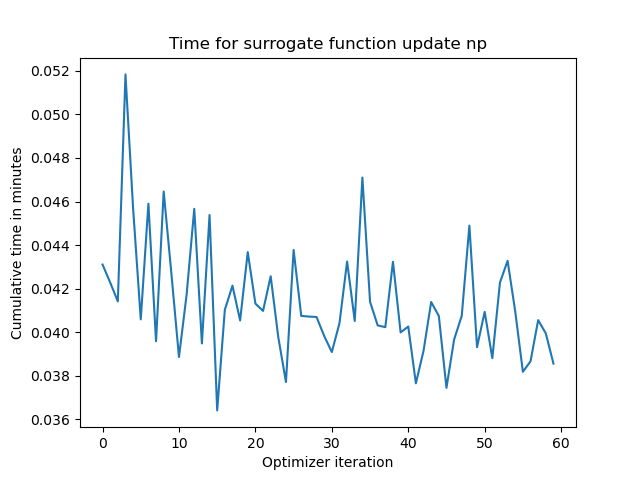 Time for surrogate function update np
0.052
0.050
0.048
0.046
0.044
0.042
0.040
0.038
0.036
Cumulative time in minutes
0 10 20 30 40 50 60
Optimizer iteration